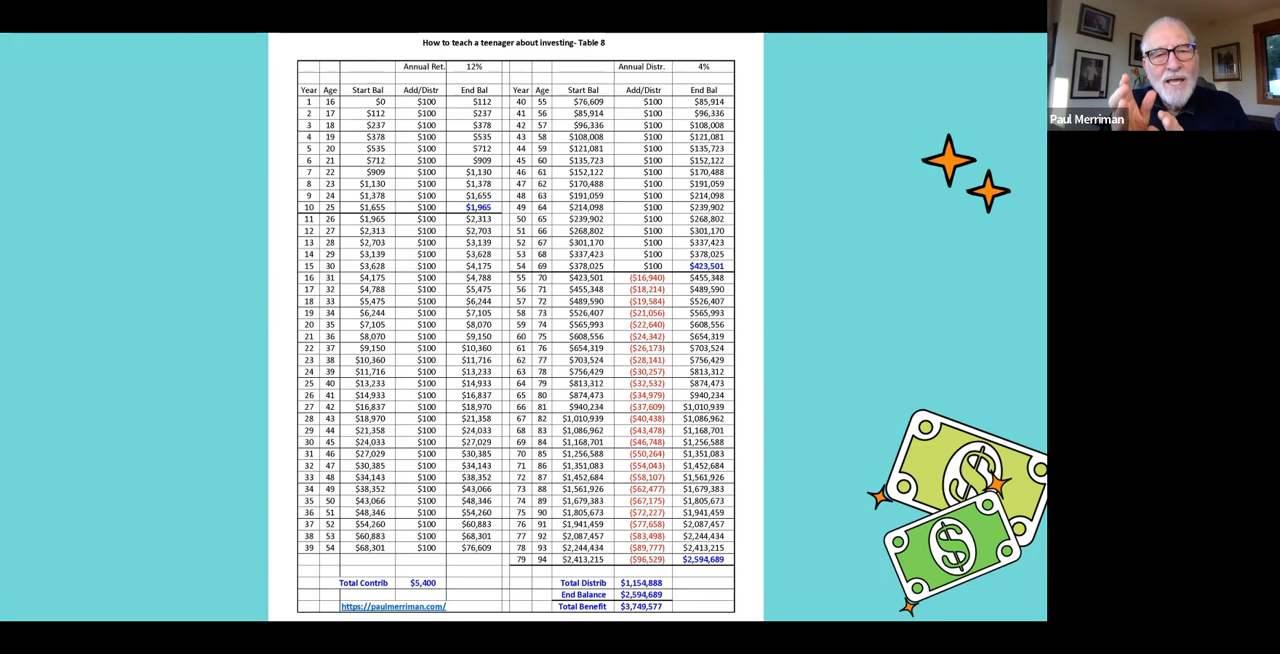 How to teach a teenager about investing- Table 8
Annual Ret. 12% Annual Distr. 4%
Year Age Start Bal Add/Distr End Bal Year Age Start Bal Add/Distr End Bal
1 16 $0 $100 $112 40 55 $76,609 $100 $85,914
2 17 $112 $100 $237 41 56 $85,914 $100 $96,336
3 18 $237 $100 $378 42 57 $96,336 $100 $108,008
4 19 $378 $100 $535 43 58 $108,008 $100 $121,081
5 20 $535 $100 $712 44 59 $121,081 $100 $135,723
6 21 $712 $100 $909 45 60 $135,723 $100 $152,122
7 22 $909 $100 $1,130 46 61 $152,122 $100 $170,488
8 23 $1,130 $100 $1,378 47 62 $170,488 $100 $191,059
9 24 $1,378 $100 $1,655 48 63 $191,059 $100 $214,098
10 25 $1,655 $100 $1,965 49 64 $214,098 $100 $239,902
11 26 $1,965 $100 $2,313 50 65 $239,902 $100 $268,802
12 27 $2,313 $100 $2,703 51 66 $268,802 $100 $301,170
13 28 $2,703 $100 $3,139 52 67 $301,170 $100 $337,423
14 29 $3,139 $100 $3,628 53 68 $337,423 $100 $378,025
15 30 $3,628 $100 $4,175 54 69 $378,025 $100 $423,501
16 31 $4,175 $100 $4,788 55 70 $423,501 ($16,940) $455,348
17 32 $4,788 $100 $5,475 56 71 $455,348 ($18,214) $489,590
18 33 $5,475 $100 $6,244 57 72 $489,590 ($19,584) $526,407
19 34 $6,244 $100 $7,105 58 73 $526,407 ($21,056) $565,993
20 35 $7,105 $100 $8,070 59 74 $565,993 ($22,640) $608,556
21 36 $8,070 $100 $9,150 60 75 $608,556 ($24,342) $654,319
22 37 $9,150 $100 $10,360 61 76 $654,319 ($26,173) $703,524
23 38 $10,360 $100 $11,716 62 77 $703,524 ($28,141) $756,429
24 39 $11,716 $100 $13,233 63 78 $756,429 ($30,257) $813,312
25 40 $13,233 $100 $14,933 64 79 $813,312 ($32,532) $874,473
26 41 $14,933 $100 $16,837 65 80 $874,473 ($34,979) $940,234
27 42 $16,837 $100 $18,970 66 81 $940,234 ($37,609) $1,010,939
28 43 $18,970 $100 $21,358 67 82 $1,010,939 ($40,438) $1,086,962
29 44 $21,358 $100 $24,033 68 83 $1,086,962 ($43,478) $1,168,701
30 45 $24,033 $100 $27,029 69 84 $1,168,701 ($46,748) $1,256,588
31 46 $27,029 $100 $30,385 70 85 $1,256,588 ($50,264) $1,351,083
32 47 $30,385 $100 $34,143 71 86 $1,351,083 ($54,043) $1,452,684
33 48 $34,143 $100 $38,352 72 87 $1,452,684 ($58,107) $1,561,926
34 49 $38,352 $100 $43,066 73 88 $1,561,926 ($62,477) $1,679,383
35 50 $43,066 $100 $48,346 74 89 $1,679,383 ($67,175) $1,805,673
36 51 $48,346 $100 $54,260 75 90 $1,805,673 ($72,227) $1,941,459
37 52 $54,260 $100 $60,883 76 91 $1,941,459 ($77,658) $2,087,457
38 53 $60,883 $100 $68,301 77 92 $2,087,457 ($83,498) $2,244,434
39 54 $68,301 $100 $76,609 78 93 $2,244,434 ($89,777) $2,413,215
79 94 $2,413,215 ($96,529) $2,594,689
Total Contrib $5,400 Total Distrib $1,154,888
End Balance $2,594,689
https://paulmerriman.com/ Total Benefit $3,749,577
Paul Merriman